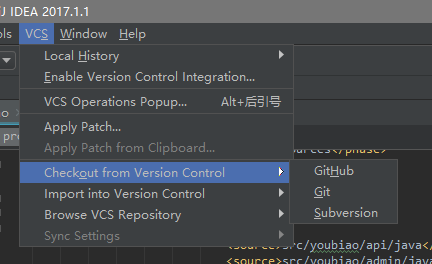 J IDEA 2017.1.1
ols VCS Window Help
Local History
Enable Version Control Integration...
VCS Operations Popup... Alt+后引号
Apply Patch...
Apply Patch from Clipboard...
Checkout from Version Control
Import into Version Control
Browse VCS Repository
Sync Settings
GitHub
Git
Subversion
pr
ources</phase>
<source>src/youbiao/api/java</
<source>src/youbiao/admin/java